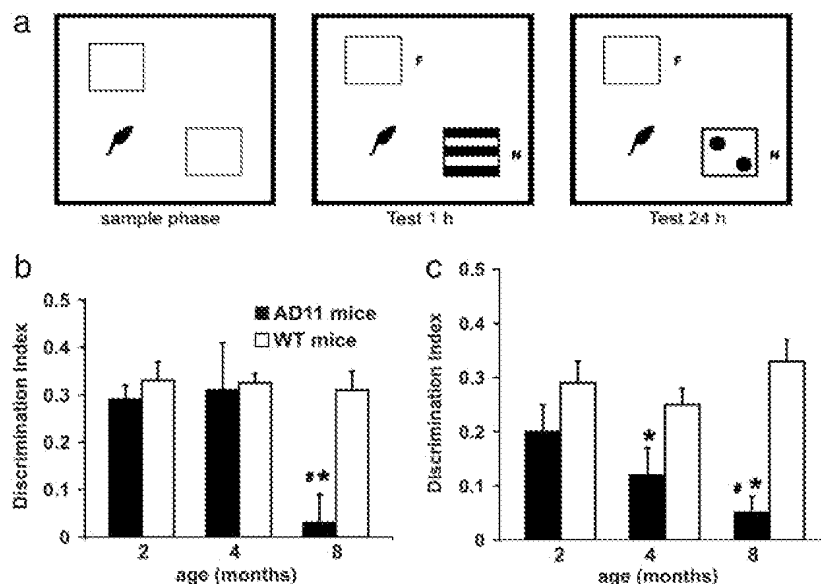 a
F
N
F
N
sample phase
Test 1 h
Test 24 h
b
Discrimination Index
0.5
0.4
0.3
0.2
0.1
0
AD11 mice
WT mice
#*
2
4
8
age (months)
c
Discrimination Index
0.5
0.4
0.3
0.2
0.1
0
*
# *
2
4
8
age (months)